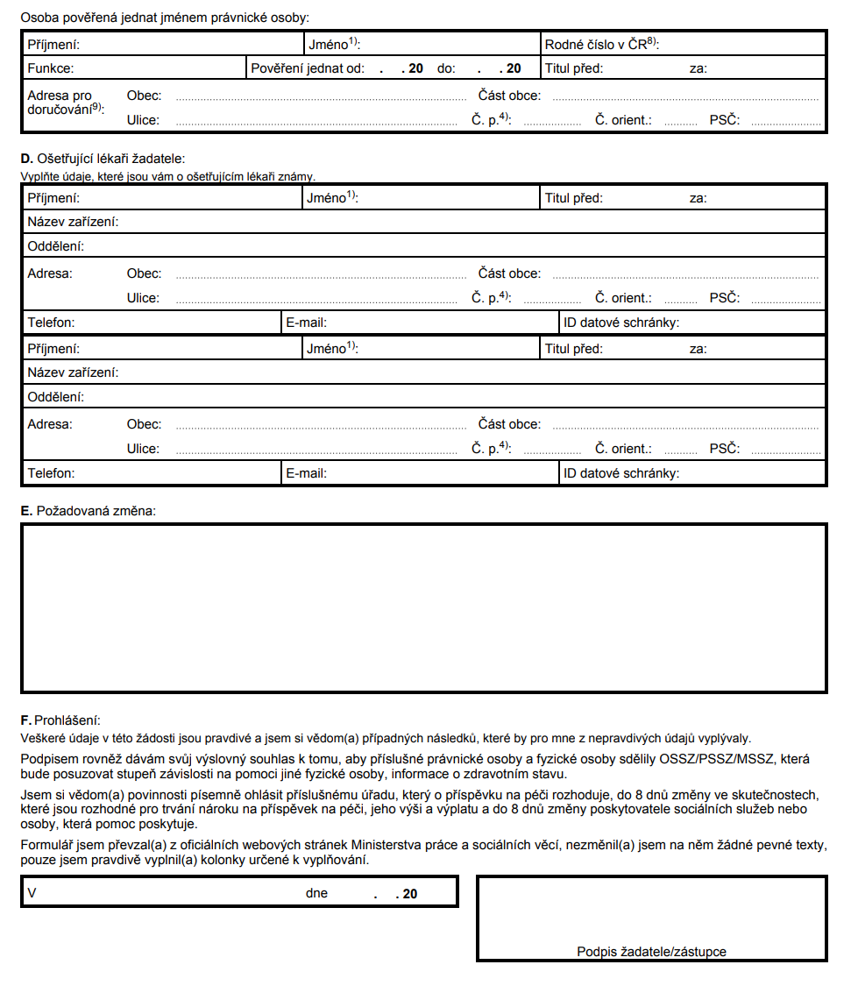 Osoba pověřená jednat jménem právnické osoby:
Příjmení: Jméno1): Rodné číslo v ČR8):
Funkce: Pověření jednat od: . . 20 do: . . 20 Titul před: za:
Adresa pro doručování9): Obec: Část obce:
Ulice: Č. p.4): Č. orient.: PSČ:
D. Ošetřující lékaři žadatele:
Vyplňte údaje, které jsou vám o ošetřujícím lékaři známy.
Příjmení: Jméno1): Titul před: za:
Název zařízení:
Oddělení:
Adresa: Obec: Část obce:
Ulice: Č. p.4): Č. orient.: PSČ:
Telefon: E-mail: ID datové schránky:
Příjmení: Jméno1): Titul před: za:
Název zařízení:
Oddělení:
Adresa: Obec: Část obce:
Ulice: Č. p.4): Č. orient.: PSČ:
Telefon: E-mail: ID datové schránky:
E. Požadovaná změna:
F. Prohlášení:
Veškeré údaje v této žádosti jsou pravdivé a jsem si vědom(a) případných následků, které by pro mne z nepravdivých údajů vyplývaly.
Podpisem rovněž dávám svůj výslovný souhlas k tomu, aby příslušné právnické osoby a fyzické osoby sdělily OSSZ/PSSZ/MSSZ, která
bude posuzovat stupeň závislosti na pomoci jiné fyzické osoby, informace o zdravotním stavu.
Jsem si vědom(a) povinnosti písemně ohlásit příslušnému úřadu, který o příspěvku na péči rozhoduje, do 8 dnů změny ve skutečnostech,
které jsou rozhodné pro trvání nároku na příspěvek na péči, jeho výši a výplatu a do 8 dnů změny poskytovatele sociálních služeb nebo
osoby, která pomoc poskytuje.
Formulář jsem převzal(a) z oficiálních webových stránek Ministerstva práce a sociálních věcí, nezměnil(a) jsem na něm žádné pevné texty,
pouze jsem pravdivě vyplnil(a) kolonky určené k vyplňování.
V dne . . 20
Podpis žadatele/zástupce